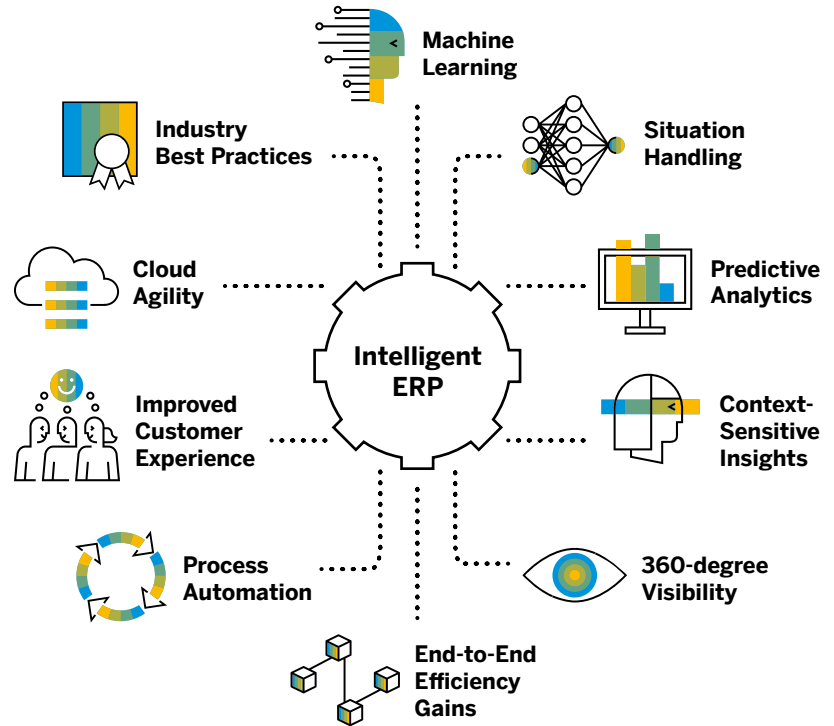 Machine
Learning
Industry
Best Practices
Situation
Handling
Cloud
Agility
Predictive
Analytics
Intelligent
ERP
Improved
Customer
Experience
Context-
Sensitive
Insights
Process
Automation
360-degree
Visibility
End-to-End
Efficiency
Gains